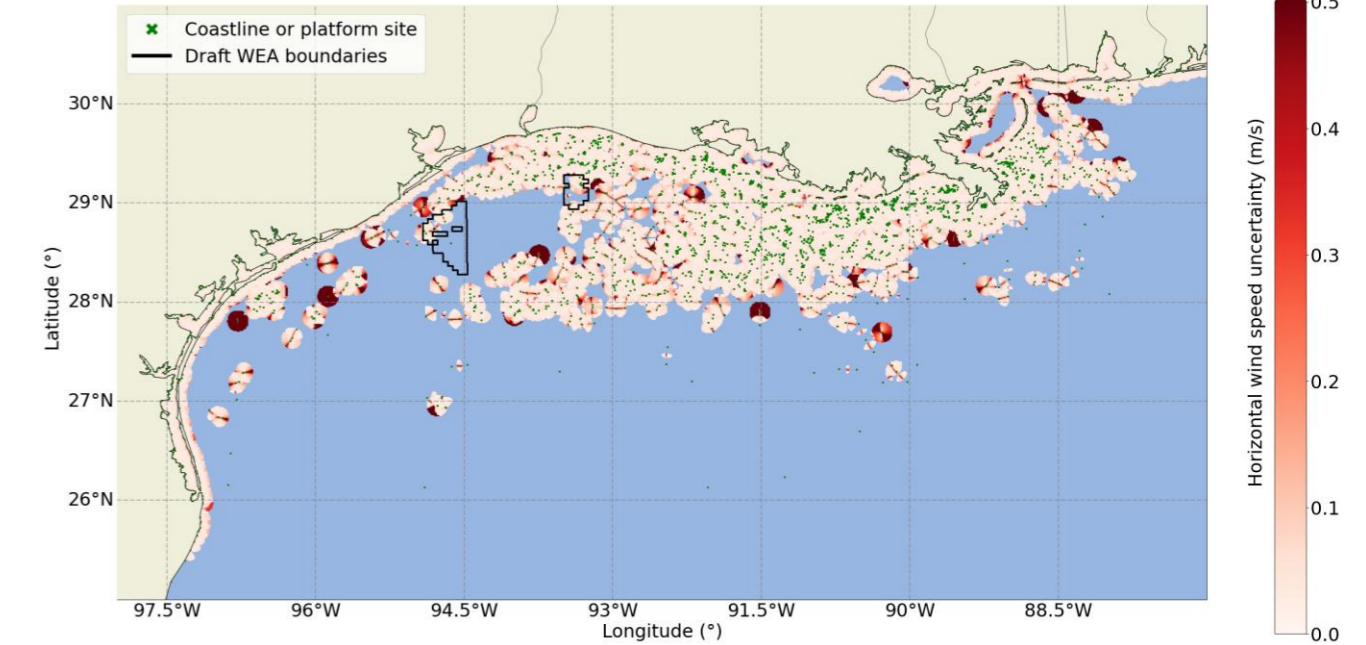 Coastline or platform site
Draft WEA boundaries
30°N
29°N
28°N
27°N
26°N
Latitude (°)
97.5°W 96°W 94.5°W 93°W 91.5°W 90°W 88.5°W
Longitude (°)
0.5
0.4
0.3
0.2
0.1
0.0
Horizontal wind speed uncertainty (m/s)